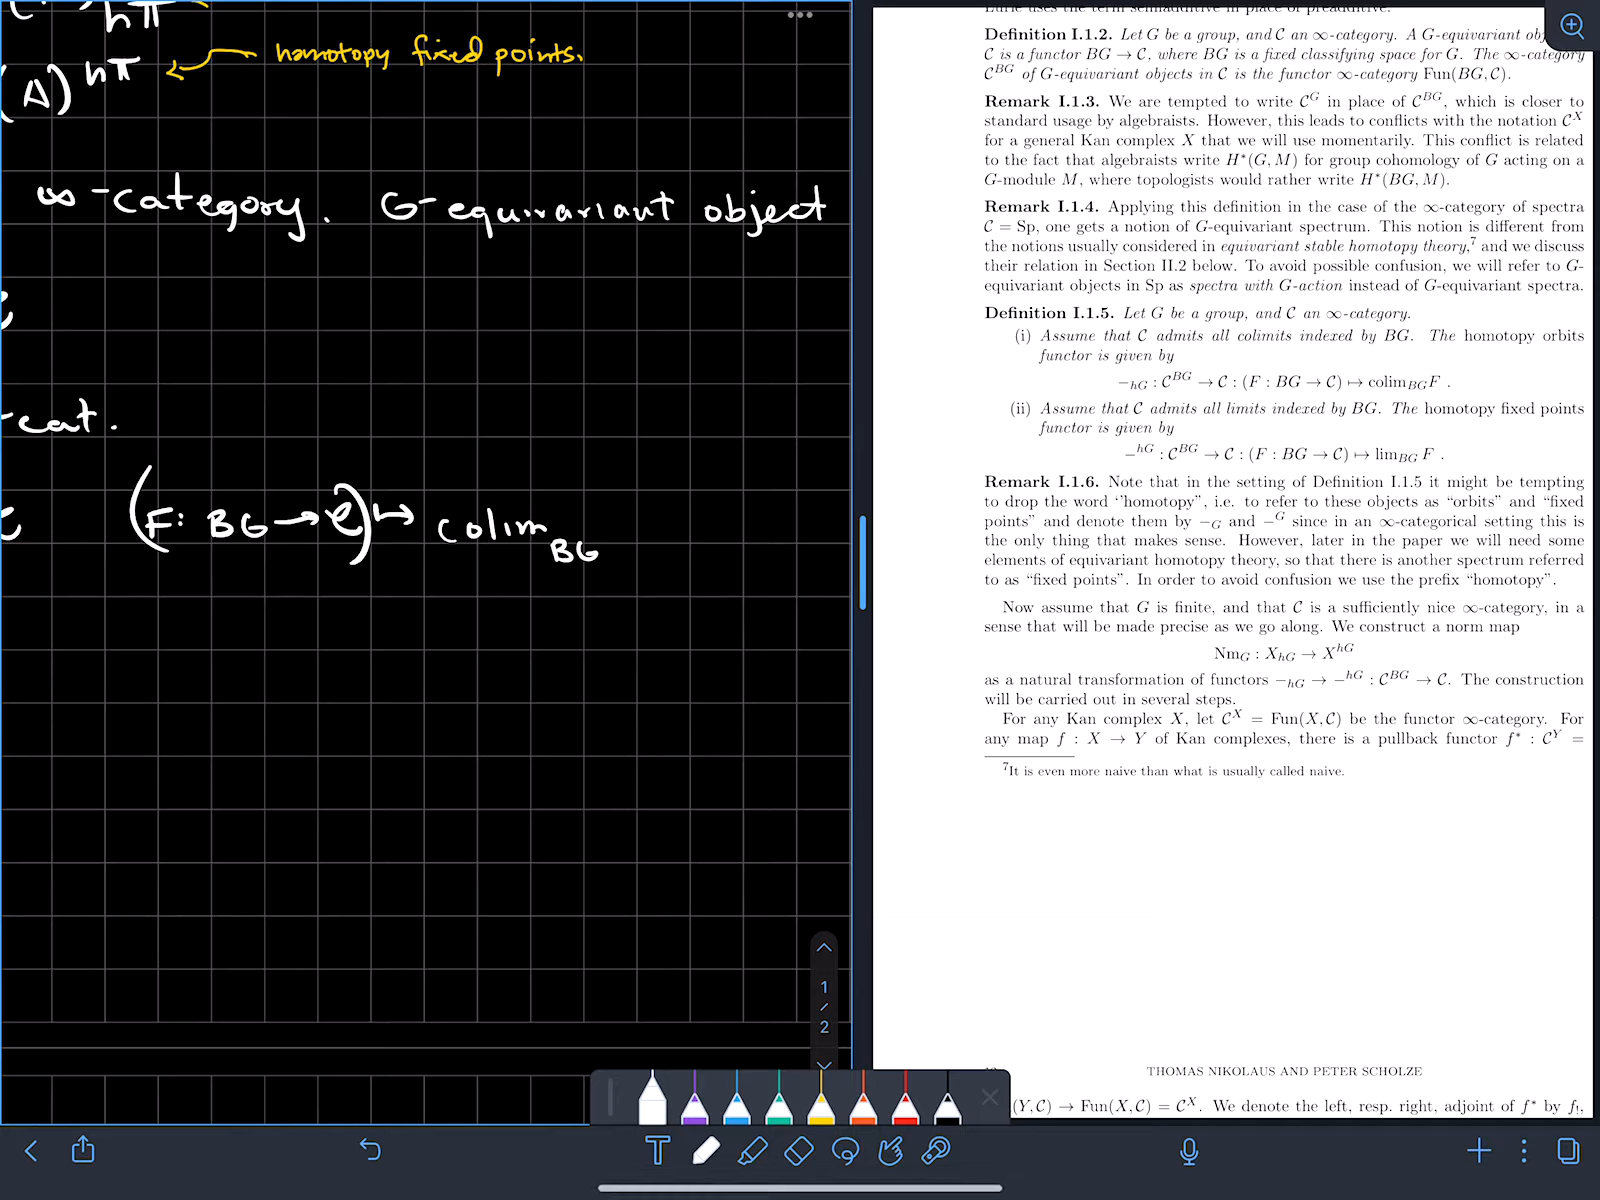 hπ
(A)^{hπ} homotopy fixed points.
∞-category. G-equivariant object
-cat.
(F: BG → C) ↦ colim_{BG}
1
/
2
T
Definition I.1.2. Let G be a group, and C an ∞-category. A G-equivariant
C is a functor BG → C, where BG is a fixed classifying space for G. The ∞-category
C^{BG} of G-equivariant objects in C is the functor ∞-category Fun(BG, C).
Remark I.1.3. We are tempted to write C^G in place of C^{BG}, which is closer to
standard usage by algebraists. However, this leads to conflicts with the notation C^X
for a general Kan complex X that we will use momentarily. This conflict is related
to the fact that algebraists write H*(G, M) for group cohomology of G acting on a
G-module M, where topologists would rather write H*(BG, M).
Remark I.1.4. Applying this definition in the case of the ∞-category of spectra
C = Sp, one gets a notion of G-equivariant spectrum. This notion is different from
the notions usually considered in equivariant stable homotopy theory,⁷ and we discuss
their relation in Section II.2 below. To avoid possible confusion, we will refer to G-
equivariant objects in Sp as spectra with G-action instead of G-equivariant spectra.
Definition I.1.5. Let G be a group, and C an ∞-category.
(i) Assume that C admits all colimits indexed by BG. The homotopy orbits
functor is given by
−_{hG} : C^{BG} → C : (F : BG → C) ↦ colim_{BG} F .
(ii) Assume that C admits all limits indexed by BG. The homotopy fixed points
functor is given by
−^{hG} : C^{BG} → C : (F : BG → C) ↦ lim_{BG} F .
Remark I.1.6. Note that in the setting of Definition I.1.5 it might be tempting
to drop the word ‘'homotopy”, i.e. to refer to these objects as “orbits” and “fixed
points” and denote them by −_G and −^G since in an ∞-categorical setting this is
the only thing that makes sense. However, later in the paper we will need some
elements of equivariant homotopy theory, so that there is another spectrum referred
to as “fixed points”. In order to avoid confusion we use the prefix “homotopy”.
Now assume that G is finite, and that C is a sufficiently nice ∞-category, in a
sense that will be made precise as we go along. We construct a norm map
Nm_G : X_{hG} → X^{hG}
as a natural transformation of functors −_{hG} → −^{hG} : C^{BG} → C. The construction
will be carried out in several steps.
For any Kan complex X, let C^X = Fun(X, C) be the functor ∞-category. For
any map f : X → Y of Kan complexes, there is a pullback functor f* : C^Y =
⁷It is even more naive than what is usually called naive.
THOMAS NIKOLAUS AND PETER SCHOLZE
(Y, C) → Fun(X, C) = C^X. We denote the left, resp. right, adjoint of f* by f_!,